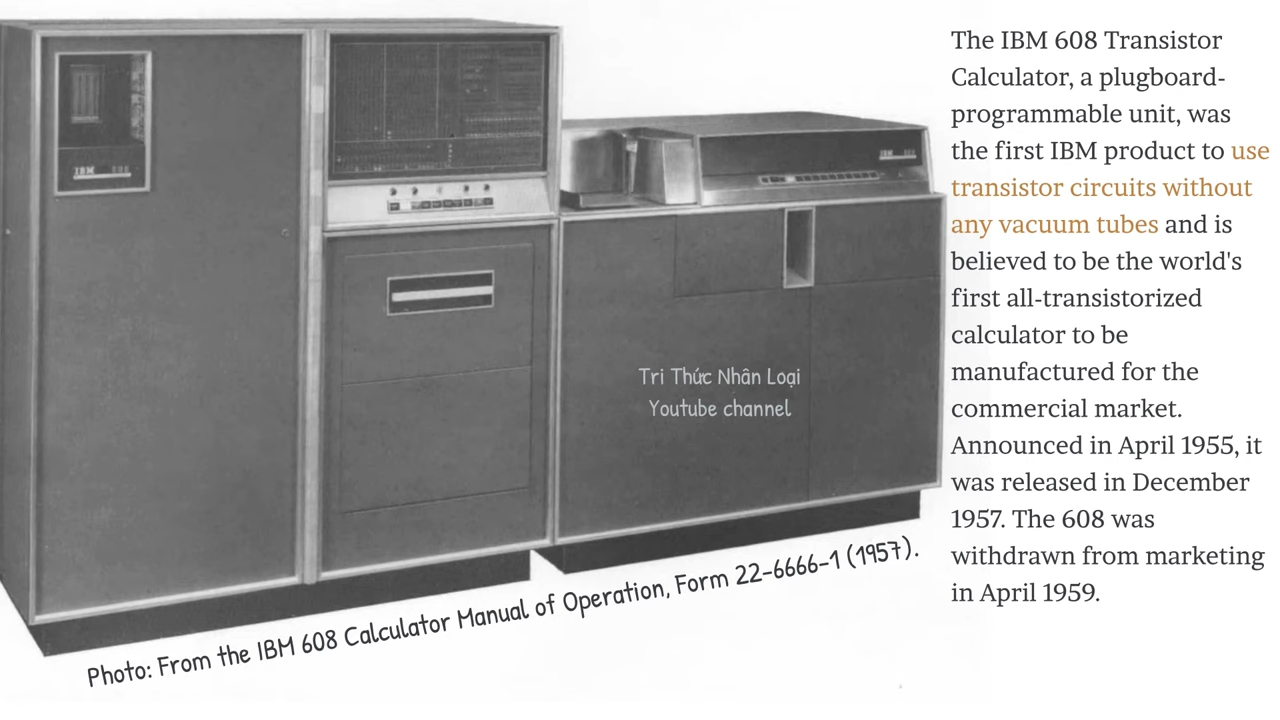 The IBM 608 Transistor
Calculator, a plugboard-
programmable unit, was
the first IBM product to use
transistor circuits without
any vacuum tubes and is
believed to be the world's
first all-transistorized
calculator to be
manufactured for the
commercial market.
Announced in April 1955, it
was released in December
1957. The 608 was
withdrawn from marketing
in April 1959.
IBM
IBM
Tri Thức Nhân Loại
Youtube channel
Photo: From the IBM 608 Calculator Manual of Operation, Form 22-6666-1 (1957).